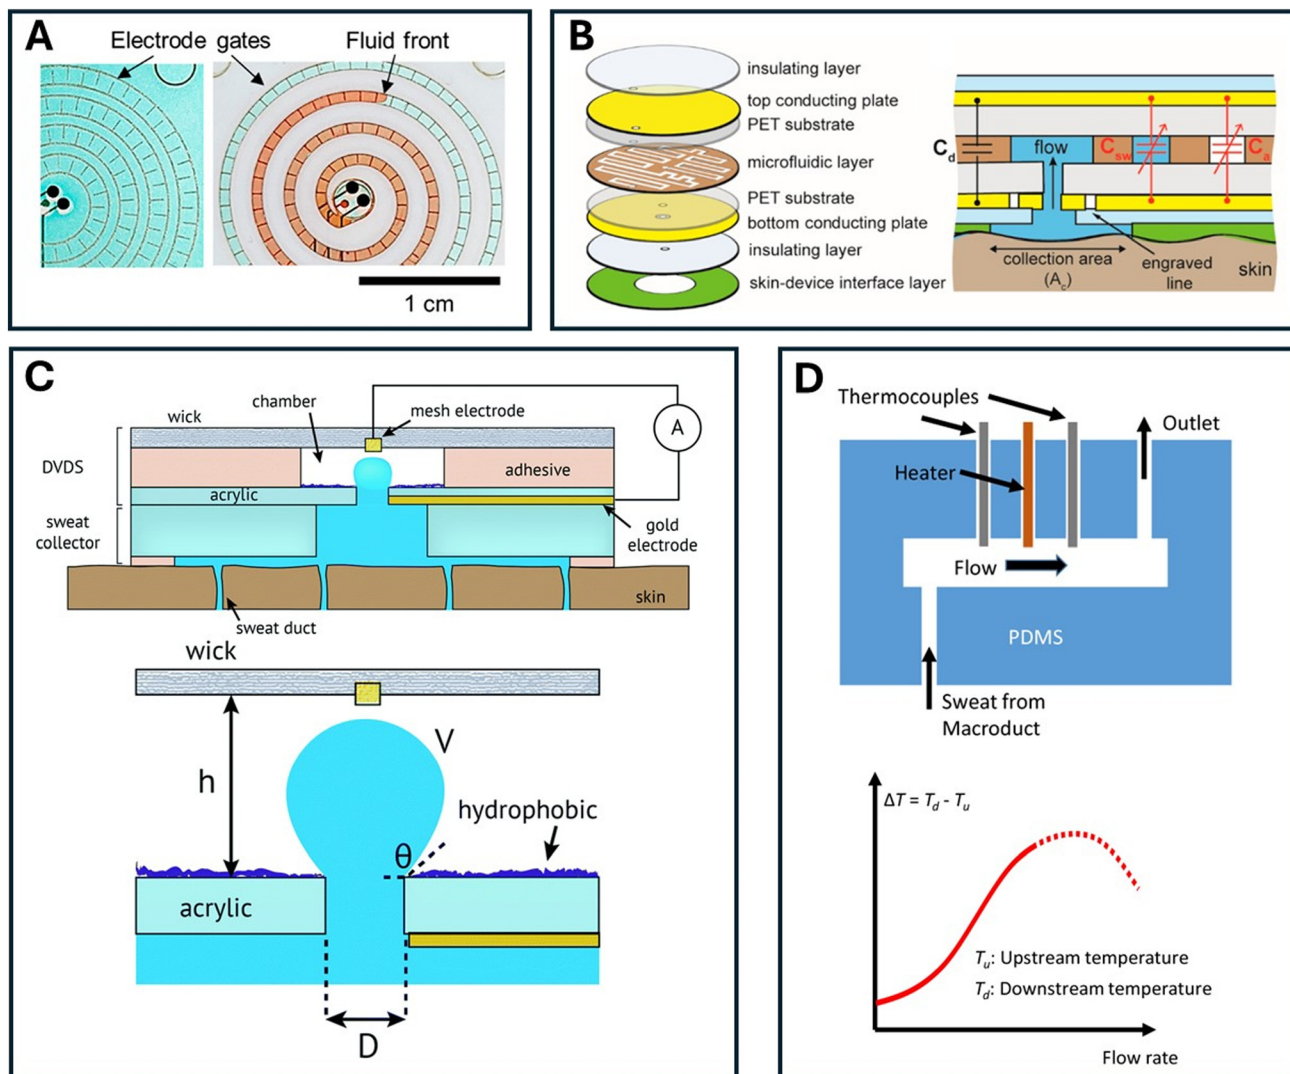 A
Electrode gates
Fluid front
1 cm
B
insulating layer
top conducting plate
PET substrate
microfluidic layer
PET substrate
bottom conducting plate
insulating layer
skin-device interface layer
C_d
flow
C_sw
C_a
collection area
(A_c)
engraved
line
skin
C
wick
chamber
mesh electrode
A
DVDS
adhesive
acrylic
sweat
collector
gold
electrode
skin
sweat duct
wick
h
V
hydrophobic
θ
acrylic
D
D
Thermocouples
Outlet
Heater
Flow
PDMS
Sweat from
Macroduct
ΔT = T_d - T_u
T_u: Upstream temperature
T_d: Downstream temperature
Flow rate